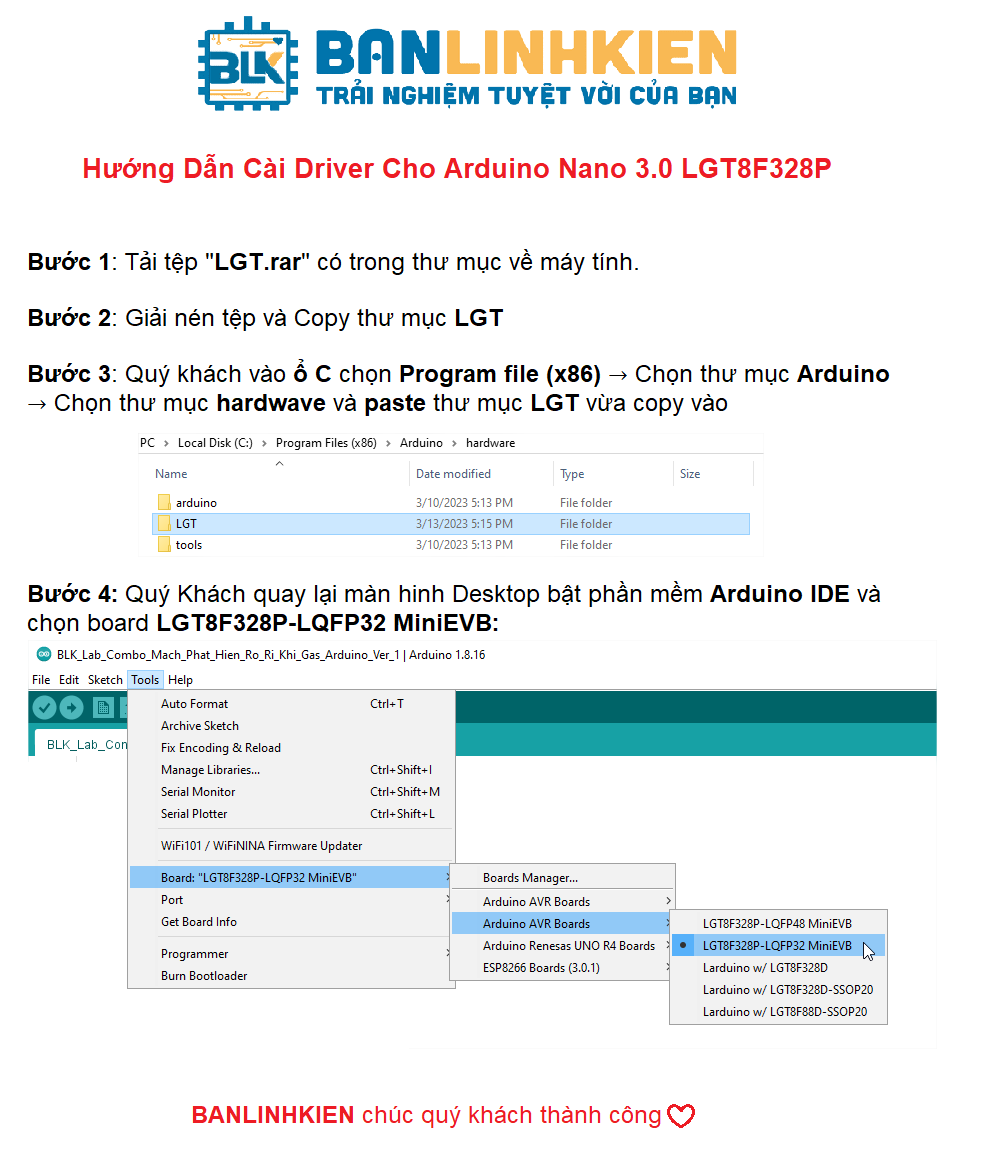 BLK
BANLINHKIEN
TRẢI NGHIỆM TUYỆT VỜI CỦA BẠN
Hướng Dẫn Cài Driver Cho Arduino Nano 3.0 LGT8F328P
Bước 1: Tải tệp "LGT.rar" có trong thư mục về máy tính.
Bước 2: Giải nén tệp và Copy thư mục LGT
Bước 3: Quý khách vào ổ C chọn Program file (x86) → Chọn thư mục Arduino
→ Chọn thư mục hardwave và paste thư mục LGT vừa copy vào
PC > Local Disk (C:) > Program Files (x86) > Arduino > hardware
Name Date modified Type Size
arduino 3/10/2023 5:13 PM File folder
LGT 3/13/2023 5:15 PM File folder
tools 3/10/2023 5:13 PM File folder
Bước 4: Quý Khách quay lại màn hinh Desktop bật phần mềm Arduino IDE và
chọn board LGT8F328P-LQFP32 MiniEVB:
BLK_Lab_Combo_Mach_Phat_Hien_Ro_Ri_Khi_Gas_Arduino_Ver_1 | Arduino 1.8.16
File Edit Sketch Tools Help
Auto Format Ctrl+T
Archive Sketch
Fix Encoding & Reload
BLK_Lab_Con
Manage Libraries... Ctrl+Shift+I
Serial Monitor Ctrl+Shift+M
Serial Plotter Ctrl+Shift+L
WiFi101 / WiFiNINA Firmware Updater
Board: "LGT8F328P-LQFP32 MiniEVB"
Port
Get Board Info
Programmer
Burn Bootloader
Boards Manager...
Arduino AVR Boards
Arduino AVR Boards
Arduino Renesas UNO R4 Boards
ESP8266 Boards (3.0.1)
LGT8F328P-LQFP48 MiniEVB
LGT8F328P-LQFP32 MiniEVB
Larduino w/ LGT8F328D
Larduino w/ LGT8F328D-SSOP20
Larduino w/ LGT8F88D-SSOP20
BANLINHKIEN chúc quý khách thành công